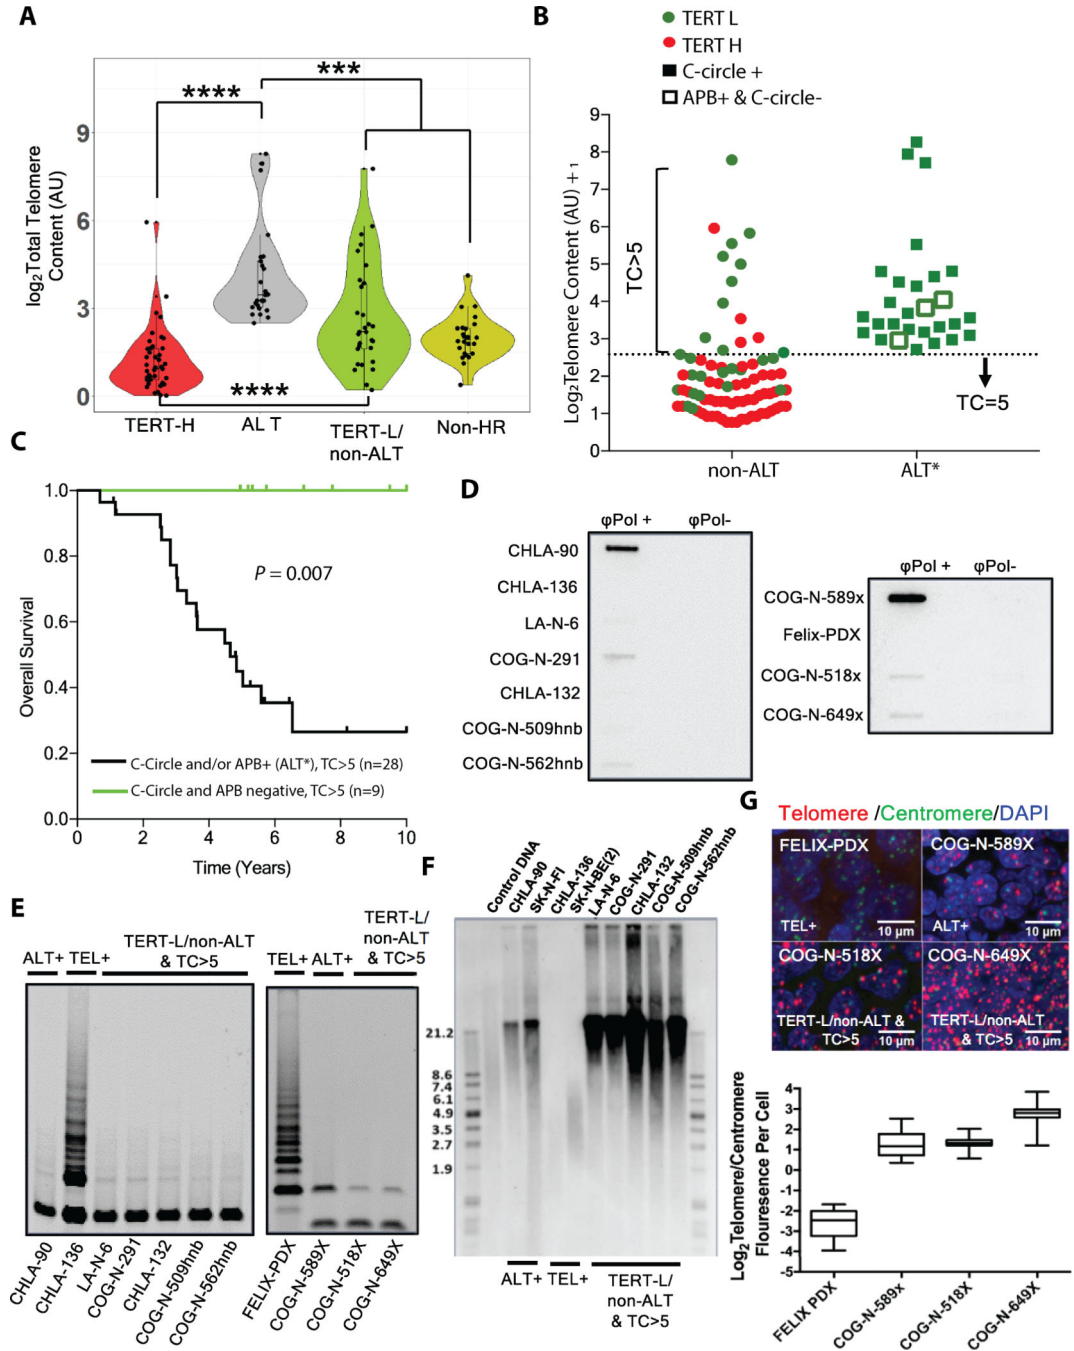 A
****
***
9
6
3
0
log₂Total Telomere
Content (AU)
****
TERT-H
ALT
TERT-L/
non-ALT
Non-HR
B
TERT L
TERT H
C-circle +
APB+ & C-circle-
9
8
7
6
5
4
3
2
1
0
Log₂Telomere Content (AU) + 1
TC>5
TC=5
non-ALT
ALT*
C
1.0
0.8
0.6
0.4
0.2
0.0
Overall Survival
P = 0.007
C-Circle and/or APB+ (ALT*), TC>5 (n=28)
C-Circle and APB negative, TC>5 (n=9)
0 2 4 6 8 10
Time (Years)
D
φPol + φPol-
CHLA-90
CHLA-136
LA-N-6
COG-N-291
CHLA-132
COG-N-509hnb
COG-N-562hnb
φPol + φPol-
COG-N-589x
Felix-PDX
COG-N-518x
COG-N-649x
E
ALT+ TEL+
TERT-L/non-ALT
& TC>5
CHLA-90
CHLA-136
LA-N-6
COG-N-291
CHLA-132
COG-N-509hnb
COG-N-562hnb
TEL+ ALT+
TERT-L/
non-ALT
& TC>5
FELIX-PDX
COG-N-589X
COG-N-518X
COG-N-649X
F
Control DNA
CHLA-90
SK-N-FI
CHLA-136
SK-N-BE(2)
LA-N-6
COG-N-291
CHLA-132
COG-N-509hnb
COG-N-562hnb
21.2
8.6
7.4
6.1
4.9
3.5
2.7
1.9
ALT+ TEL+
TERT-L/
non-ALT
& TC>5
G
Telomere /Centromere/DAPI
FELIX-PDX
TEL+
10 µm
COG-N-589X
ALT+
10 µm
COG-N-518X
TERT-L/non-ALT &
TC>5
10 µm
COG-N-649X
TERT-L/non-ALT
& TC>5
10 µm
4
3
2
1
0
-1
-2
-3
-4
-5
Log₂Telomere/Centromere
Flouresence Per Cell
FELIX PDX
COG-N-589x
COG-N-518X
COG-N-649X